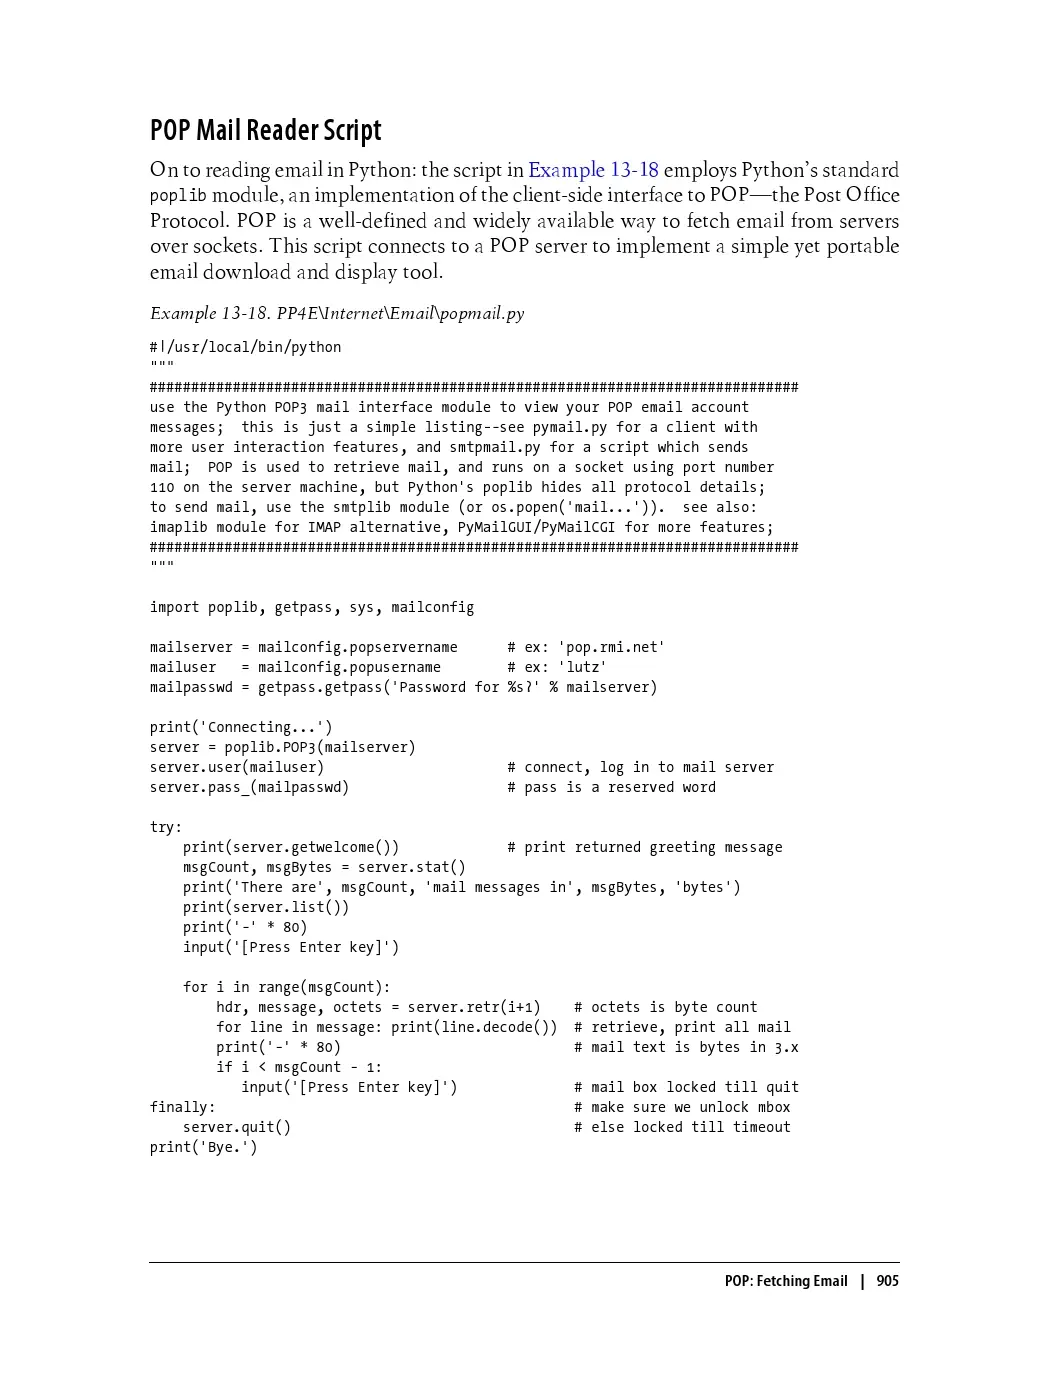 POP Mail Reader Script
On to reading email in Python: the script in Example 13-18 employs Python’s standard
poplib module, an implementation of the client-side interface to POP—the Post Office
Protocol. POP is a well-defined and widely available way to fetch email from servers
over sockets. This script connects to a POP server to implement a simple yet portable
email download and display tool.
Example 13-18. PP4E\Internet\Email\popmail.py
#|/usr/local/bin/python
"""
##############################################################################
use the Python POP3 mail interface module to view your POP email account
messages;  this is just a simple listing--see pymail.py for a client with
more user interaction features, and smtpmail.py for a script which sends
mail;  POP is used to retrieve mail, and runs on a socket using port number
110 on the server machine, but Python's poplib hides all protocol details;
to send mail, use the smtplib module (or os.popen('mail...')).  see also:
imaplib module for IMAP alternative, PyMailGUI/PyMailCGI for more features;
##############################################################################
"""
import poplib, getpass, sys, mailconfig
mailserver = mailconfig.popservername      # ex: 'pop.rmi.net'
mailuser   = mailconfig.popusername        # ex: 'lutz'
mailpasswd = getpass.getpass('Password for %s?' % mailserver)
print('Connecting...')
server = poplib.POP3(mailserver)
server.user(mailuser)                      # connect, log in to mail server
server.pass_(mailpasswd)                   # pass is a reserved word
try:
    print(server.getwelcome())             # print returned greeting message
    msgCount, msgBytes = server.stat()
    print('There are', msgCount, 'mail messages in', msgBytes, 'bytes')
    print(server.list())
    print('-' * 80)
    input('[Press Enter key]')
    for i in range(msgCount):
        hdr, message, octets = server.retr(i+1)    # octets is byte count
        for line in message: print(line.decode())  # retrieve, print all mail
        print('-' * 80)                            # mail text is bytes in 3.x
        if i < msgCount - 1:
           input('[Press Enter key]')              # mail box locked till quit
finally:                                           # make sure we unlock mbox
    server.quit()                                  # else locked till timeout
print('Bye.')
POP: Fetching Email | 905